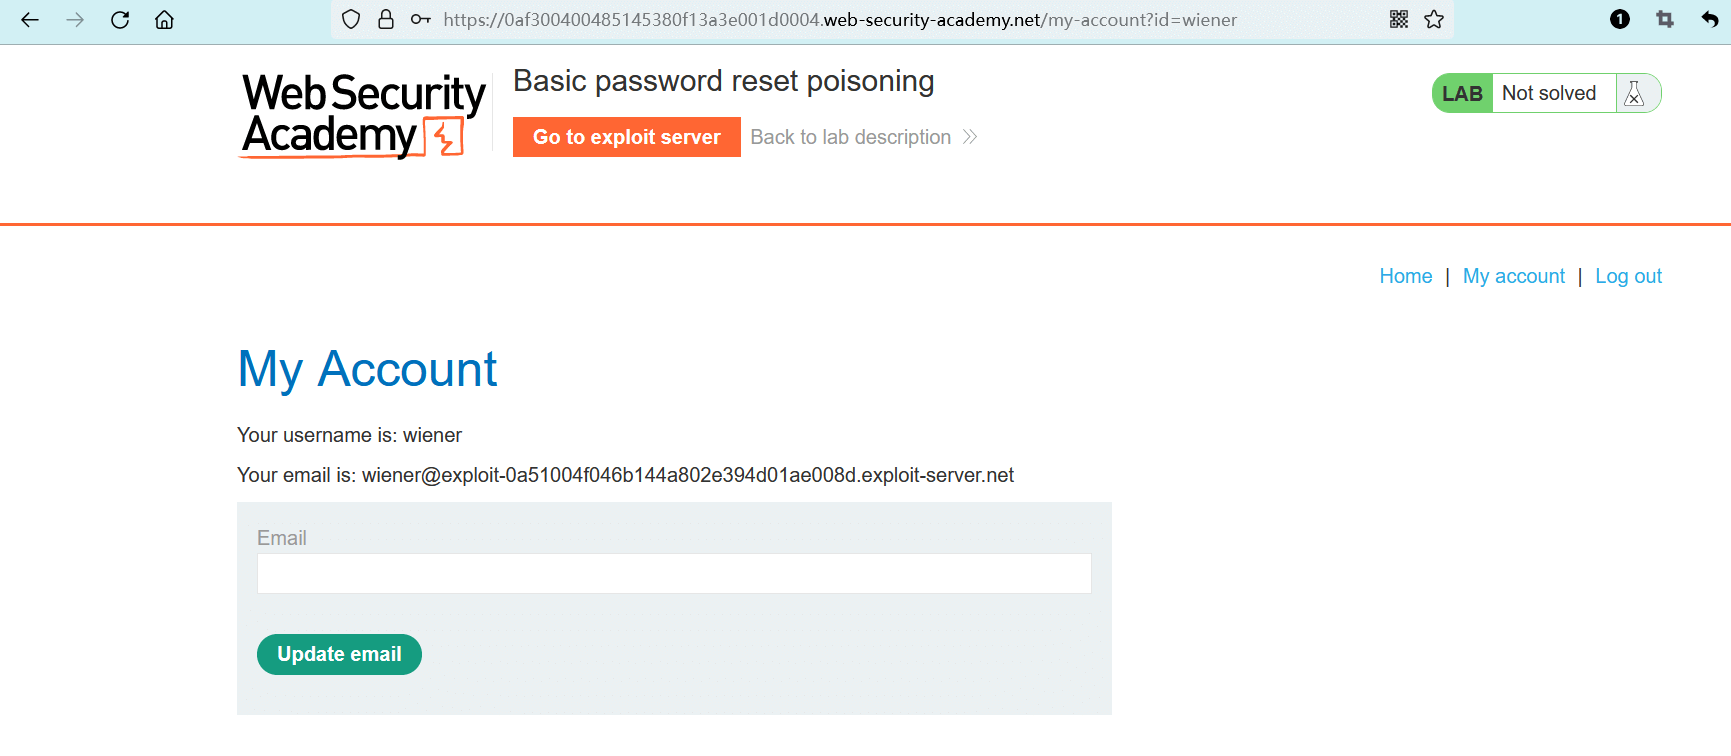 https://0af300400485145380f13a3e001d0004.web-security-academy.net/my-account?id=wiener
1
Web Security
Academy
Basic password reset poisoning
Go to exploit server
Back to lab description
LAB Not solved
Home | My account | Log out
My Account
Your username is: wiener
Your email is: wiener@exploit-0a51004f046b144a802e394d01ae008d.exploit-server.net
Email
Update email